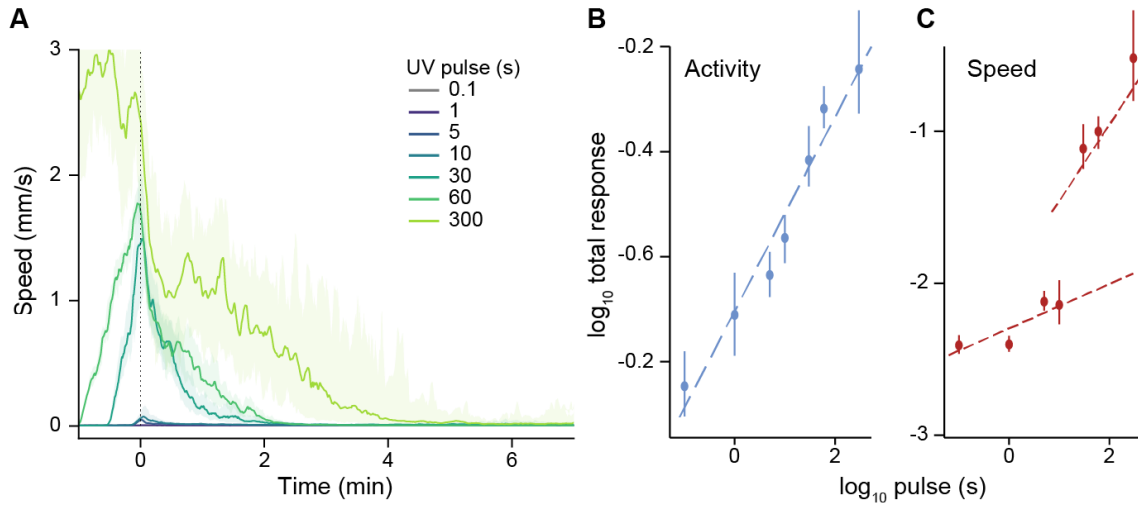 A
B
C
3
2
1
0
Speed (mm/s)
0
2
4
6
Time (min)
UV pulse (s)
0.1
1
5
10
30
60
300
Activity
-0.2
-0.4
-0.6
-0.2
log10 total response
0
2
Speed
-1
-2
-3
0
2
log10 pulse (s)